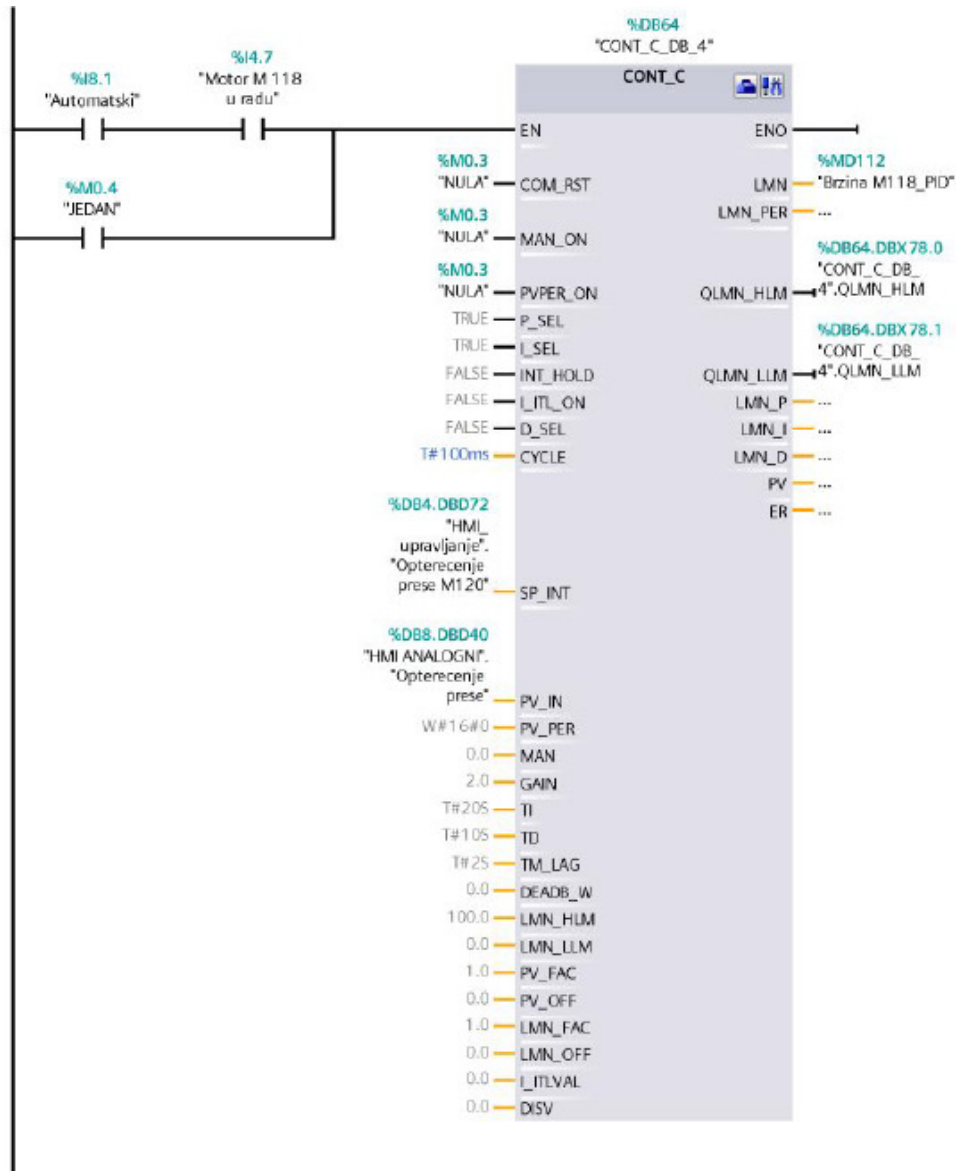 %DB64
"CONT_C_DB_4"
%I4.7
"Motor M 118
u radu"
%I8.1
"Automatski"
CONT_C
EN ENO
%M0.3
"NULA" COM_RST
%MD112
LMN "Brzina M118_PID"
%M0.4
"JEDAN"
LMN_PER ...
%M0.3
"NULA" MAN_ON
%DB64.DBX78.0
"CONT_C_DB_
QLMN_HLM 4".QLMN_HLM
%M0.3
"NULA" PVPER_ON
TRUE P_SEL
TRUE I_SEL
%DB64.DBX78.1
"CONT_C_DB_
QLMN_LLM 4".QLMN_LLM
FALSE INT_HOLD
FALSE I_ITL_ON LMN_P ...
FALSE D_SEL LMN_I ...
T#100ms CYCLE LMN_D ...
PV ...
ER ...
%DB4.DBD72
"HMI_
upravljanje".
"Opterecenje
prese M120" SP_INT
%DB8.DBD40
"HMI ANALOGNI".
"Opterecenje
prese" PV_IN
W#16#0 PV_PER
0.0 MAN
2.0 GAIN
T#20S TI
T#10S TD
T#2S TM_LAG
0.0 DEADB_W
100.0 LMN_HLM
0.0 LMN_LLM
1.0 PV_FAC
0.0 PV_OFF
1.0 LMN_FAC
0.0 LMN_OFF
0.0 I_ITLVAL
0.0 DISV